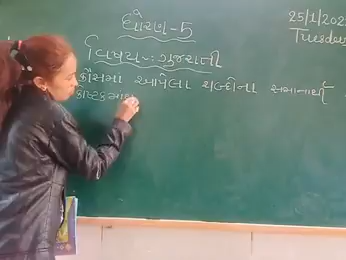 ધોરણ-5
25/1/202
Tuesday
વિષય :- ગુજરાતી
કૌંસમા આપેલા શબ્દોના સમાનાર્થી